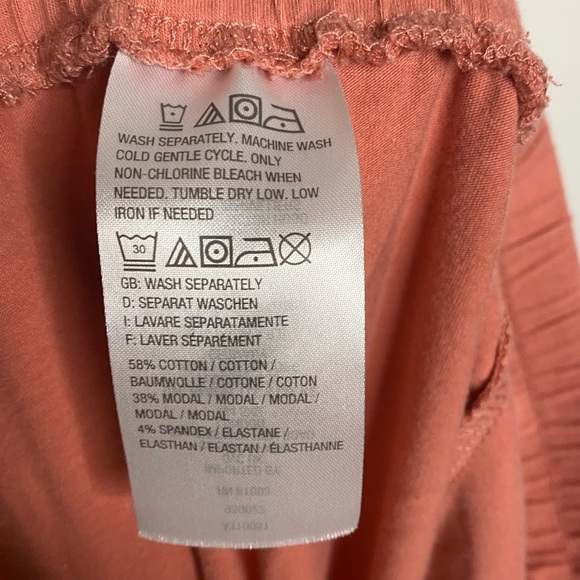 WASH SEPARATELY. MACHINE WASH
COLD GENTLE CYCLE. ONLY
NON-CHLORINE BLEACH WHEN
NEEDED. TUMBLE DRY LOW. LOW
IRON IF NEEDED
30
GB: WASH SEPARATELY
D: SEPARAT WASCHEN
I: LAVARE SEPARATAMENTE
F: LAVER SÉPARÉMENT
58% COTTON / COTTON /
BAUMWOLLE / COTONE / COTON
38% MODAL / MODAL / MODAL /
MODAL / MODAL
4% SPANDEX / ELASTANE /
ELASTHAN / ELASTAN / ÉLASTHANNE
IMPORTED BY